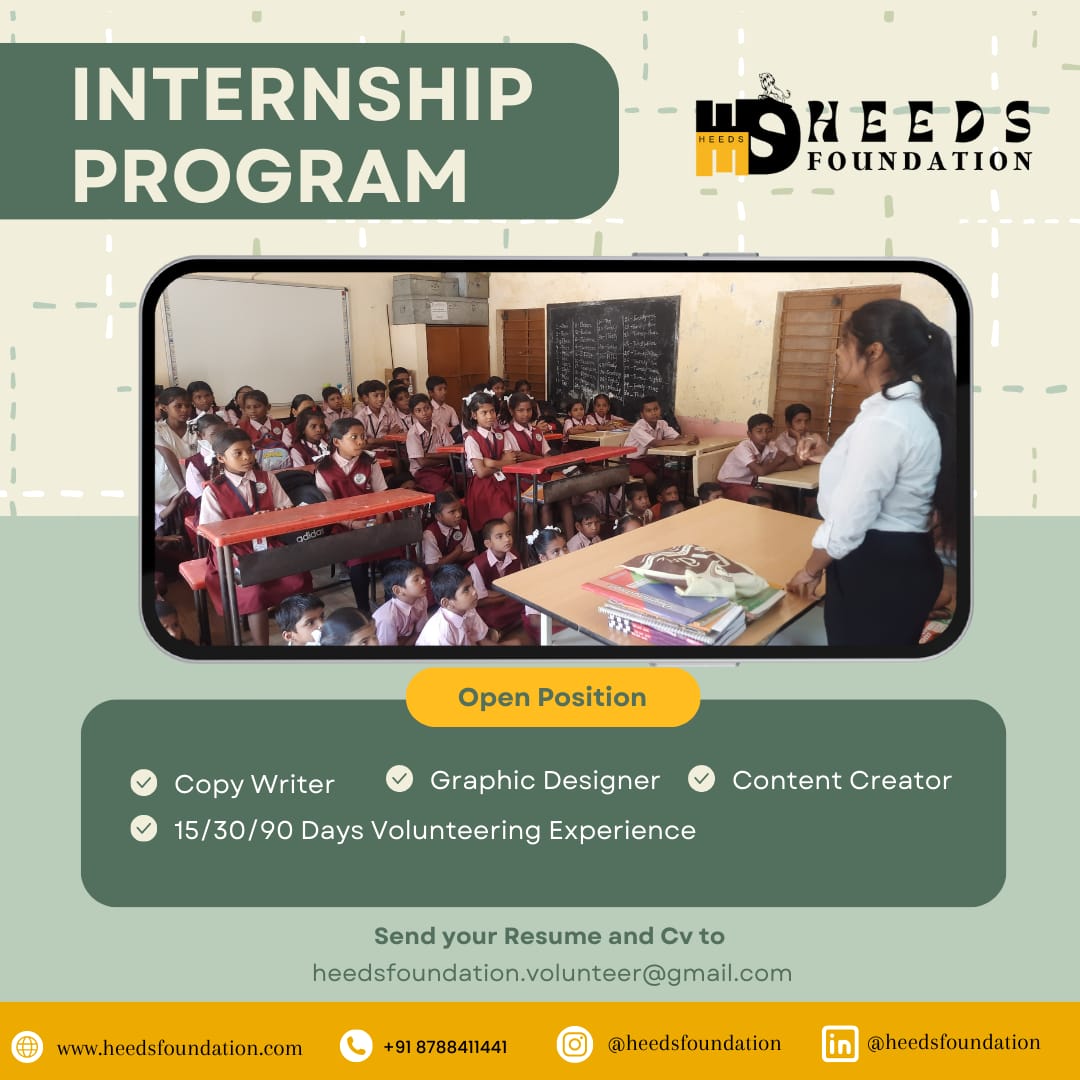 INTERNSHIP
PROGRAM
HEEDS
HEEDS
FOUNDATION
adidas
Open Position
Copy Writer
Graphic Designer
Content Creator
15/30/90 Days Volunteering Experience
Send your Resume and Cv to
heedsfoundation.volunteer@gmail.com
www.heedsfoundation.com
+91 8788411441
@heedsfoundation
@heedsfoundation